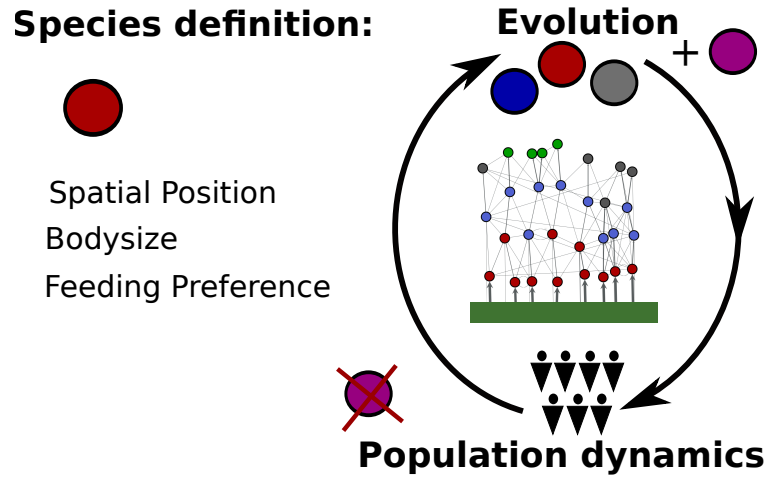 Species definition:
Evolution
+
Spatial Position
Bodysize
Feeding Preference
Population dynamics